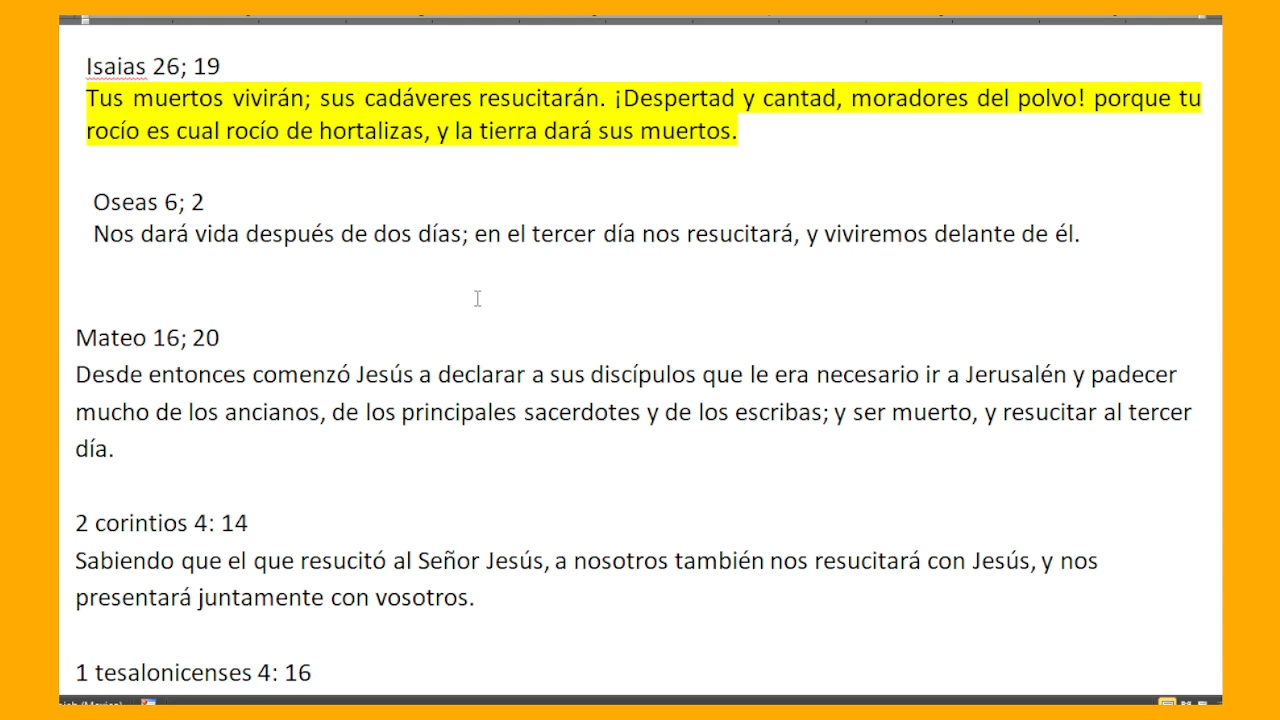 Isaias 26; 19
Tus muertos vivirán; sus cadáveres resucitarán. ¡Despertad y cantad, moradores del polvo! porque tu
rocío es cual rocío de hortalizas, y la tierra dará sus muertos.
Oseas 6; 2
Nos dará vida después de dos días; en el tercer día nos resucitará, y viviremos delante de él.
Mateo 16; 20
Desde entonces comenzó Jesús a declarar a sus discípulos que le era necesario ir a Jerusalén y padecer
mucho de los ancianos, de los principales sacerdotes y de los escribas; y ser muerto, y resucitar al tercer
día.
2 corintios 4: 14
Sabiendo que el que resucitó al Señor Jesús, a nosotros también nos resucitará con Jesús, y nos
presentará juntamente con vosotros.
1 tesalonicenses 4: 16